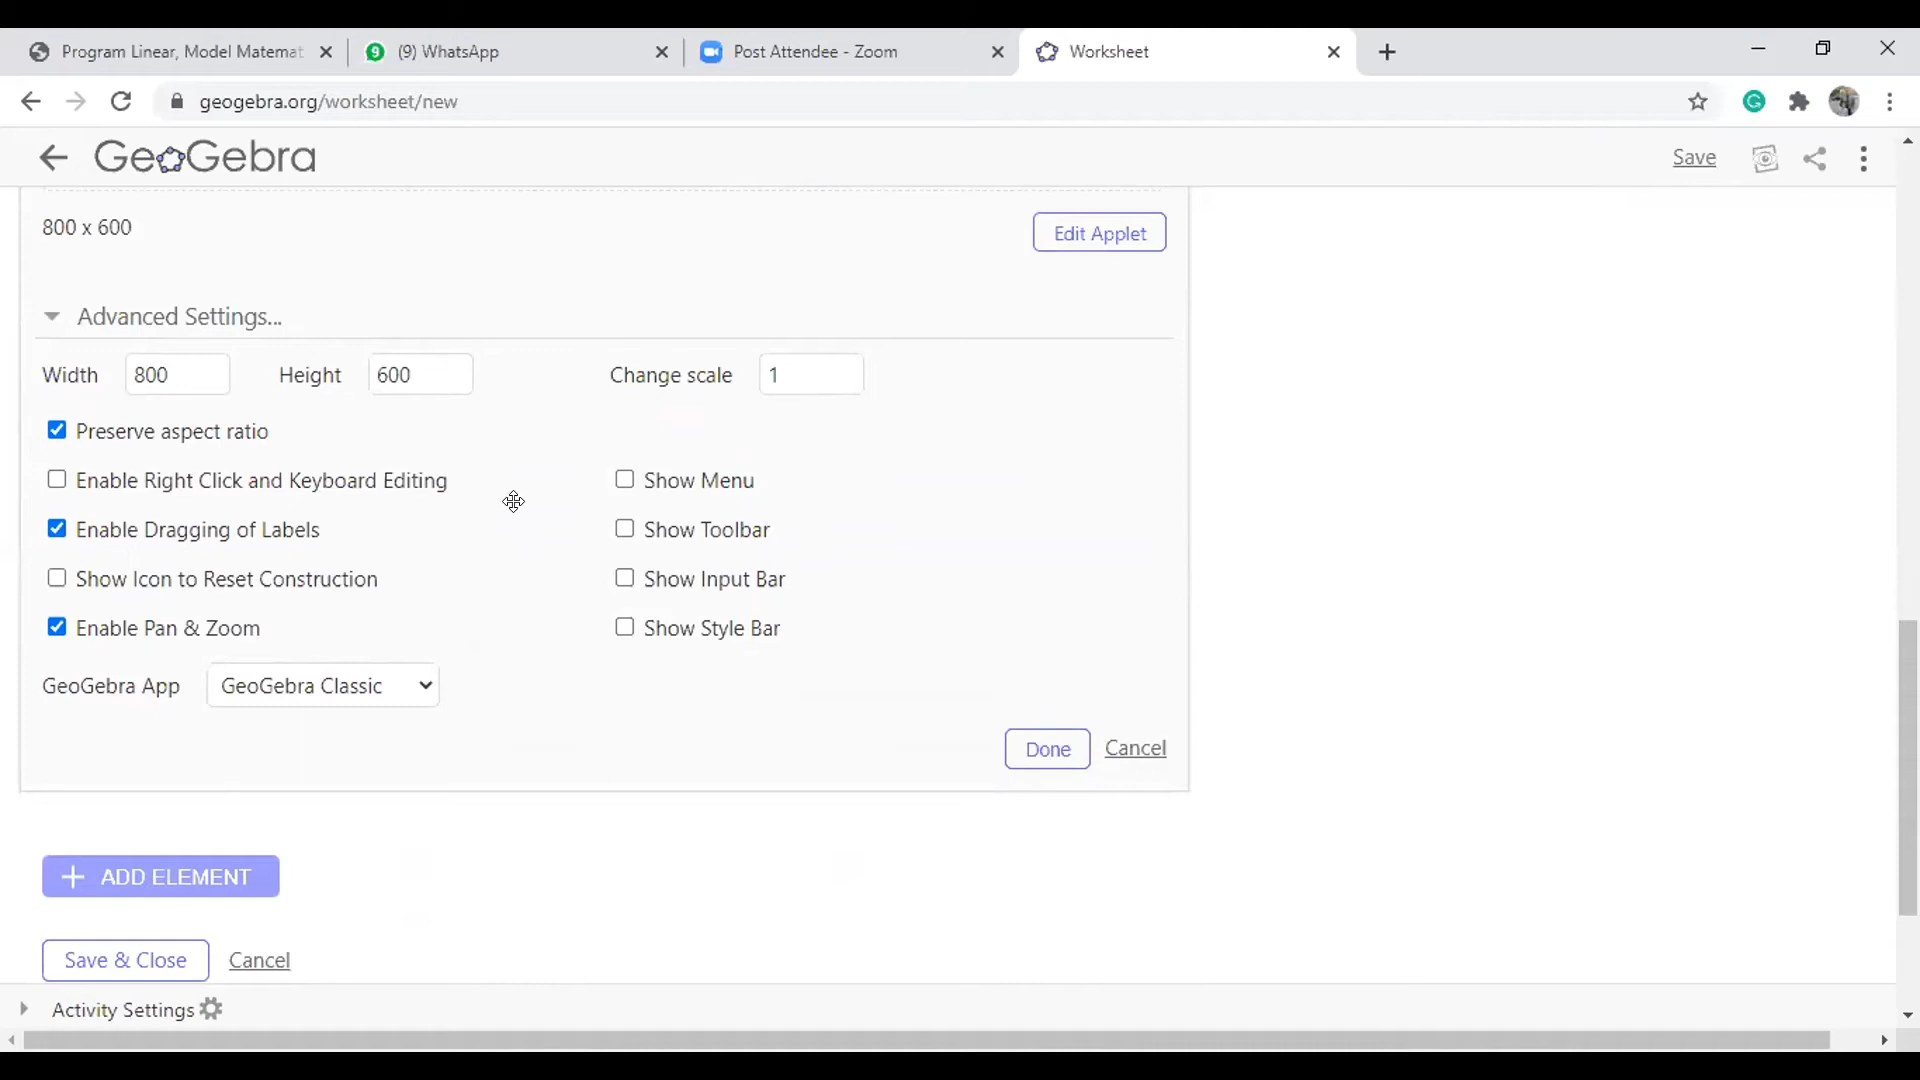 Program Linear, Model Matemat
9 (9) WhatsApp
Post Attendee - Zoom
Worksheet
geogebra.org/worksheet/new
G
GeoGebra
Save
800 x 600
Edit Applet
Advanced Settings...
Width 800 Height 600 Change scale 1
Preserve aspect ratio
Enable Right Click and Keyboard Editing
Show Menu
Enable Dragging of Labels
Show Toolbar
Show Icon to Reset Construction
Show Input Bar
Enable Pan & Zoom
Show Style Bar
GeoGebra App GeoGebra Classic
Done Cancel
+ ADD ELEMENT
Save & Close Cancel
Activity Settings